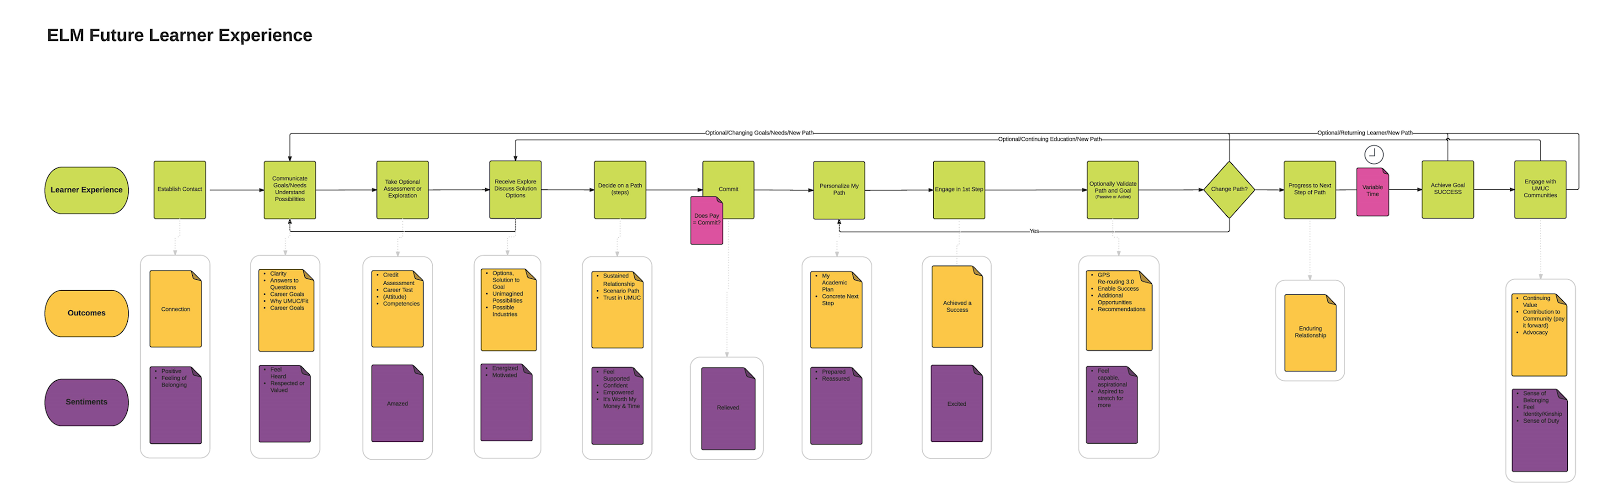 ELM Future Learner Experience
Optional/Changing Goals/Needs/New Path
Optional/Returning Learner/New Path
Optional/Continuing Education/New Path
Learner Experience
Establish Contact
Communicate
Goals/Needs
Understand
Possibilities
Take Optional
Assessment or
Exploration
Receive Explore
Discuss Solution
Options
Decide on a Path
(steps)
Commit
Does Pay
= Commit?
Personalize My
Path
Engage in 1st Step
Optionally Validate
Path and Goal
(Passive or Active)
Change Path?
Yes
Progress to Next
Step of Path
Variable
Time
Achieve Goal
SUCCESS
Engage with
UMUC
Communities
Outcomes
Connection
• Clarity
• Answers to
Questions
• Career Goals
• Why UMUC/Fit
• Career Goals
• Credit
Assessment
• Career Test
• (Attitude)
• Competencies
• Options,
Solution to
Goal
• Unimagined
Possibilities
• Possible
Industries
• Sustained
Relationship
• Scenario Path
• Trust in UMUC
• My
Academic
Plan
• Concrete Next
Step
Achieved a
Success
• GPS
Re-routing 3.0
• Enable Success
• Additional
Opportunities
• Recommendations
Enduring
Relationship
• Continuing
Value
• Contribution to
Community (pay
it forward)
• Advocacy
Sentiments
• Positive
• Feeling of
Belonging
• Feel
Heard
• Respected or
Valued
Amazed
• Energized
• Motivated
• Feel
Supported
• Confident
• Empowered
• It's Worth My
Money & Time
Relieved
• Prepared
• Reassured
Excited
• Feel
capable,
aspirational
• Aspired to
stretch for
more
• Sense of
Belonging
• Feel
Identity/Kinship
• Sense of Duty